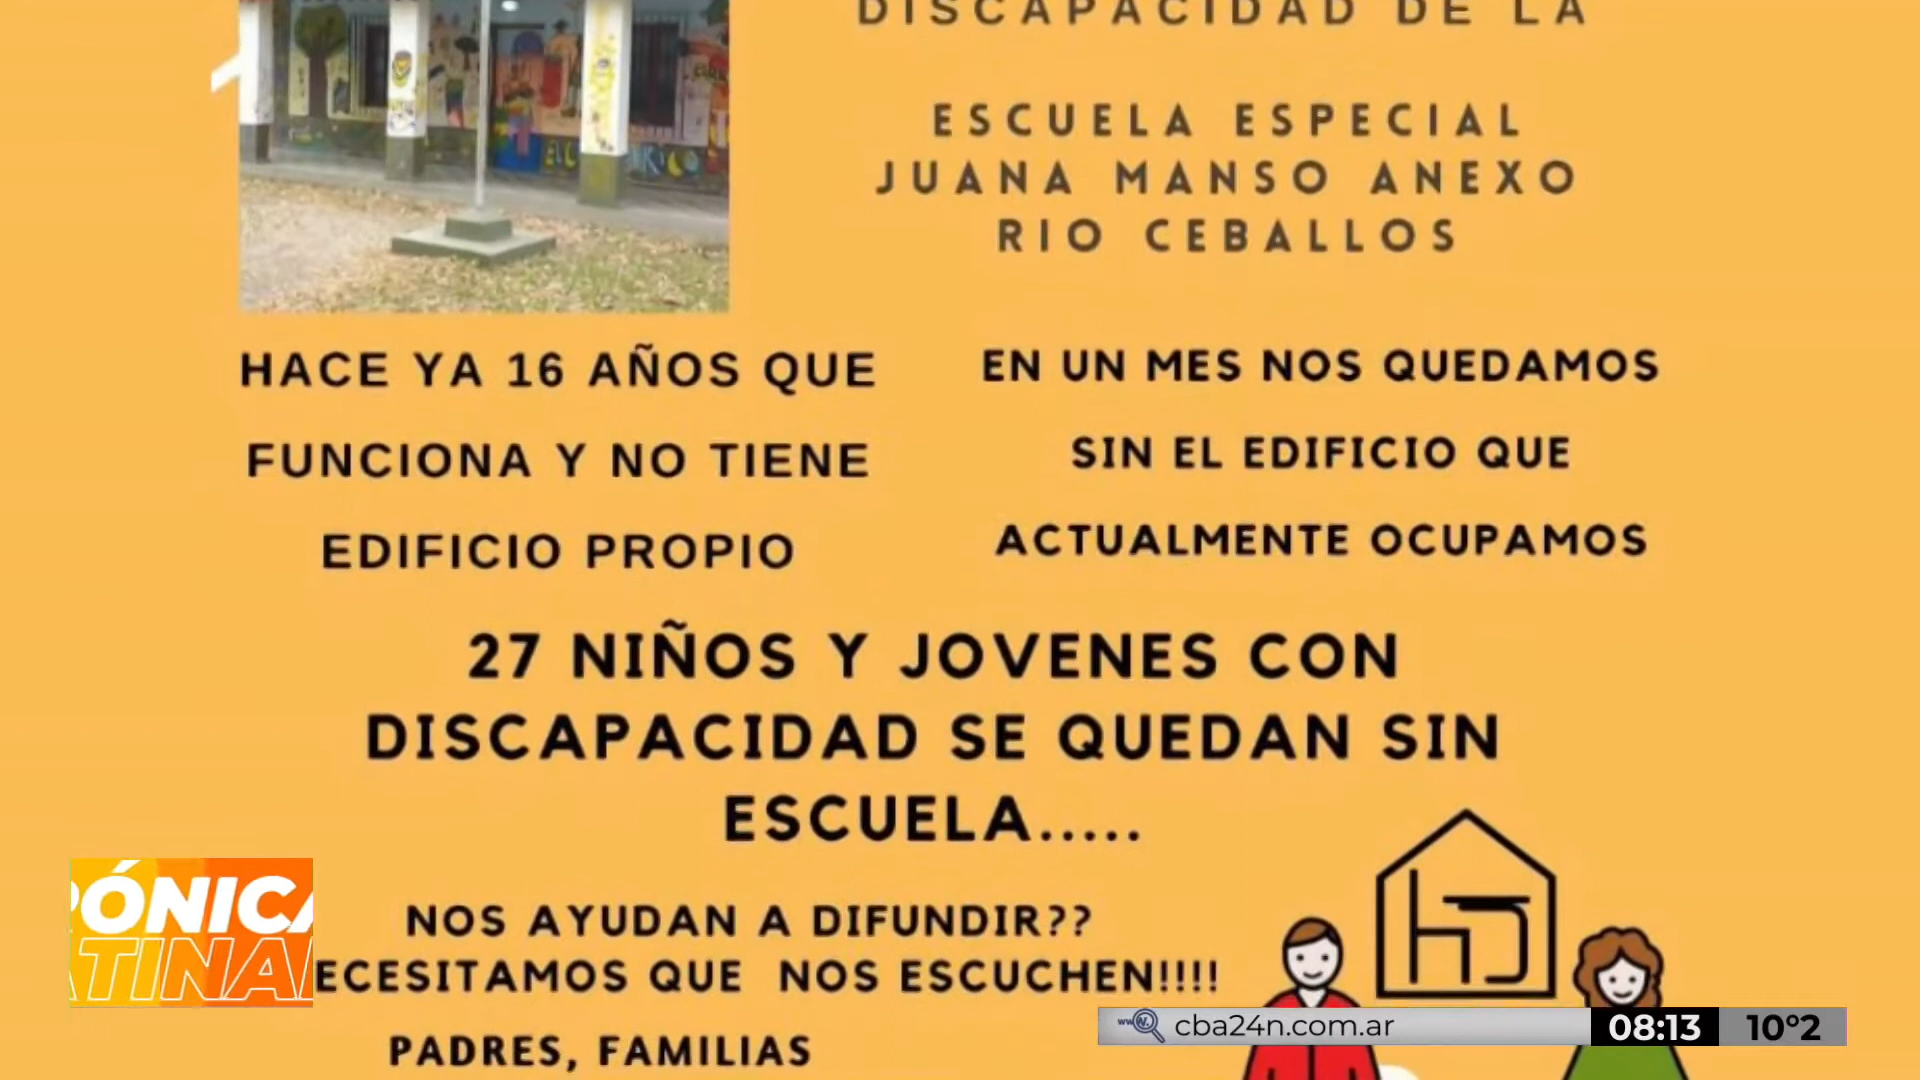 DISCAPACIDAD DE LA
ESCUELA ESPECIAL
JUANA MANSO ANEXO
RIO CEBALLOS
HACE YA 16 AÑOS QUE
FUNCIONA Y NO TIENE
EDIFICIO PROPIO
EN UN MES NOS QUEDAMOS
SIN EL EDIFICIO QUE
ACTUALMENTE OCUPAMOS
27 NIÑOS Y JOVENES CON
DISCAPACIDAD SE QUEDAN SIN
ESCUELA.....
NOS AYUDAN A DIFUNDIR??
ECESITAMOS QUE NOS ESCUCHEN!!!!
PADRES, FAMILIAS
RÓNICA
ATINA
cba24n.com.ar
08:13
10°2